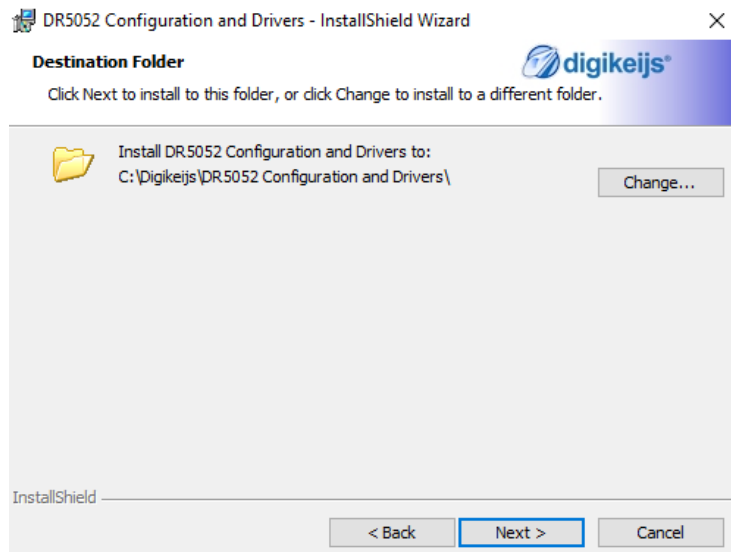 DR5052 Configuration and Drivers - InstallShield Wizard
Destination Folder
digikeijs®
Click Next to install to this folder, or click Change to install to a different folder.
Install DR5052 Configuration and Drivers to:
C:\Digikeijs\DR5052 Configuration and Drivers\
Change...
InstallShield
< Back
Next >
Cancel